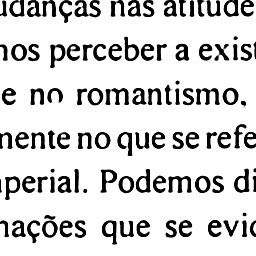 udanças nas atitude
nos perceber a exist
e no romantismo,
mente no que se refe
perial. Podemos di
nações que se evid